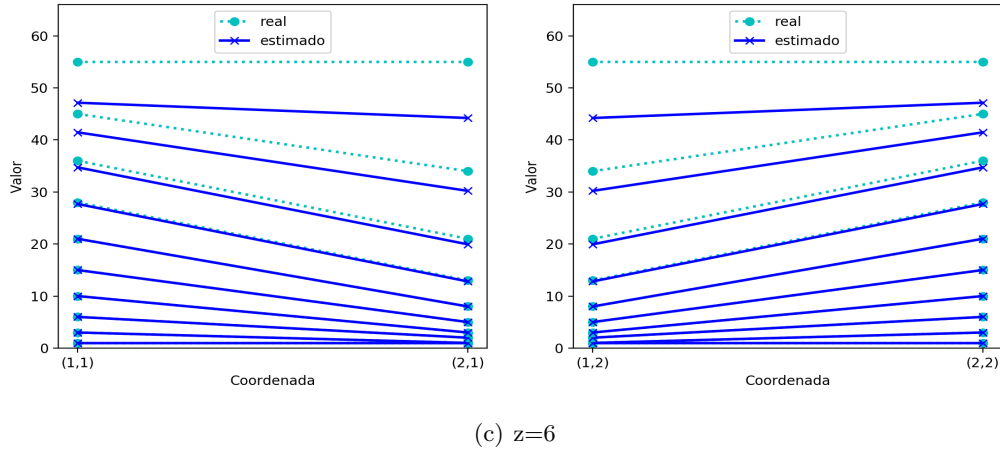 real
estimado
60
50
40
30
20
10
0
Valor
(1,1)
(2,1)
Coordenada
real
estimado
60
50
40
30
20
10
0
Valor
(1,2)
(2,2)
Coordenada
(c) z=6